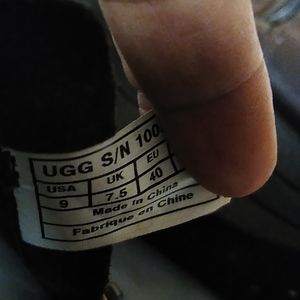 UGG S/N 100
USA UK EU
9 7.5 40
Made in China
Fabriqué en Chine